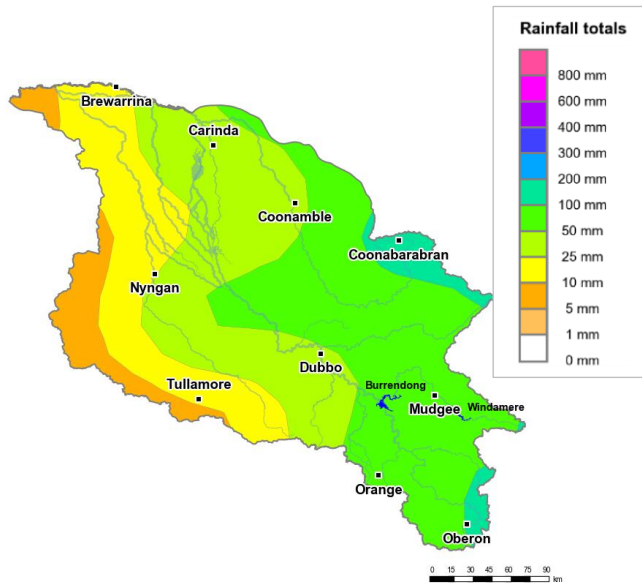 Rainfall totals
800 mm
600 mm
400 mm
300 mm
200 mm
100 mm
50 mm
25 mm
10 mm
5 mm
1 mm
0 mm
Brewarrina
Carinda
Coonamble
Coonabarabran
Nyngan
Dubbo
Tullamore
Burrendong
Mudgee
Windamere
Orange
Oberon
0 15 30 45 60 75 90
km